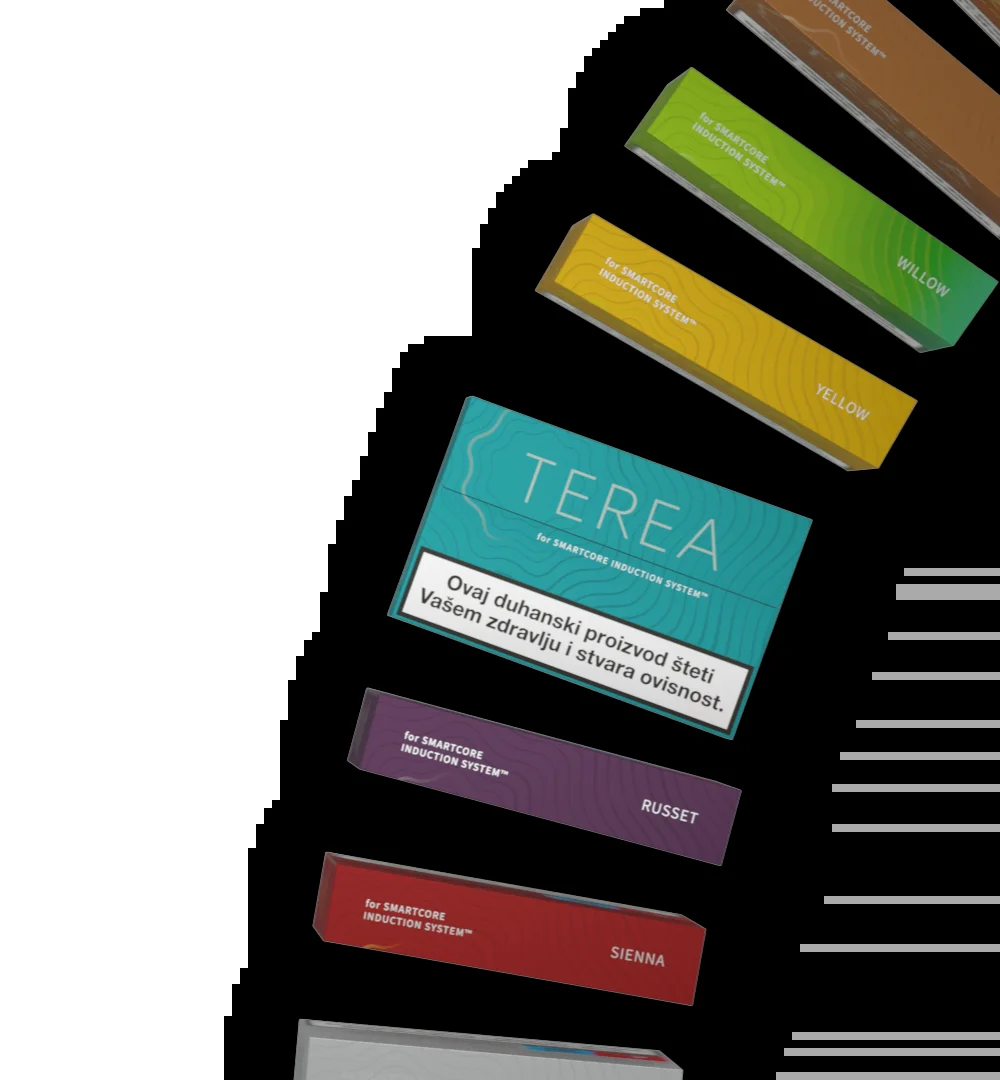 SMARTCORE
INDUCTION SYSTEM™
for SMARTCORE
INDUCTION SYSTEM™
WILLOW
for SMARTCORE
INDUCTION SYSTEM™
YELLOW
TEREA
for SMARTCORE INDUCTION SYSTEM™
Ovaj duhanski proizvod šteti
Vašem zdravlju i stvara ovisnost.
for SMARTCORE
INDUCTION SYSTEM™
RUSSET
for SMARTCORE
INDUCTION SYSTEM™
SIENNA